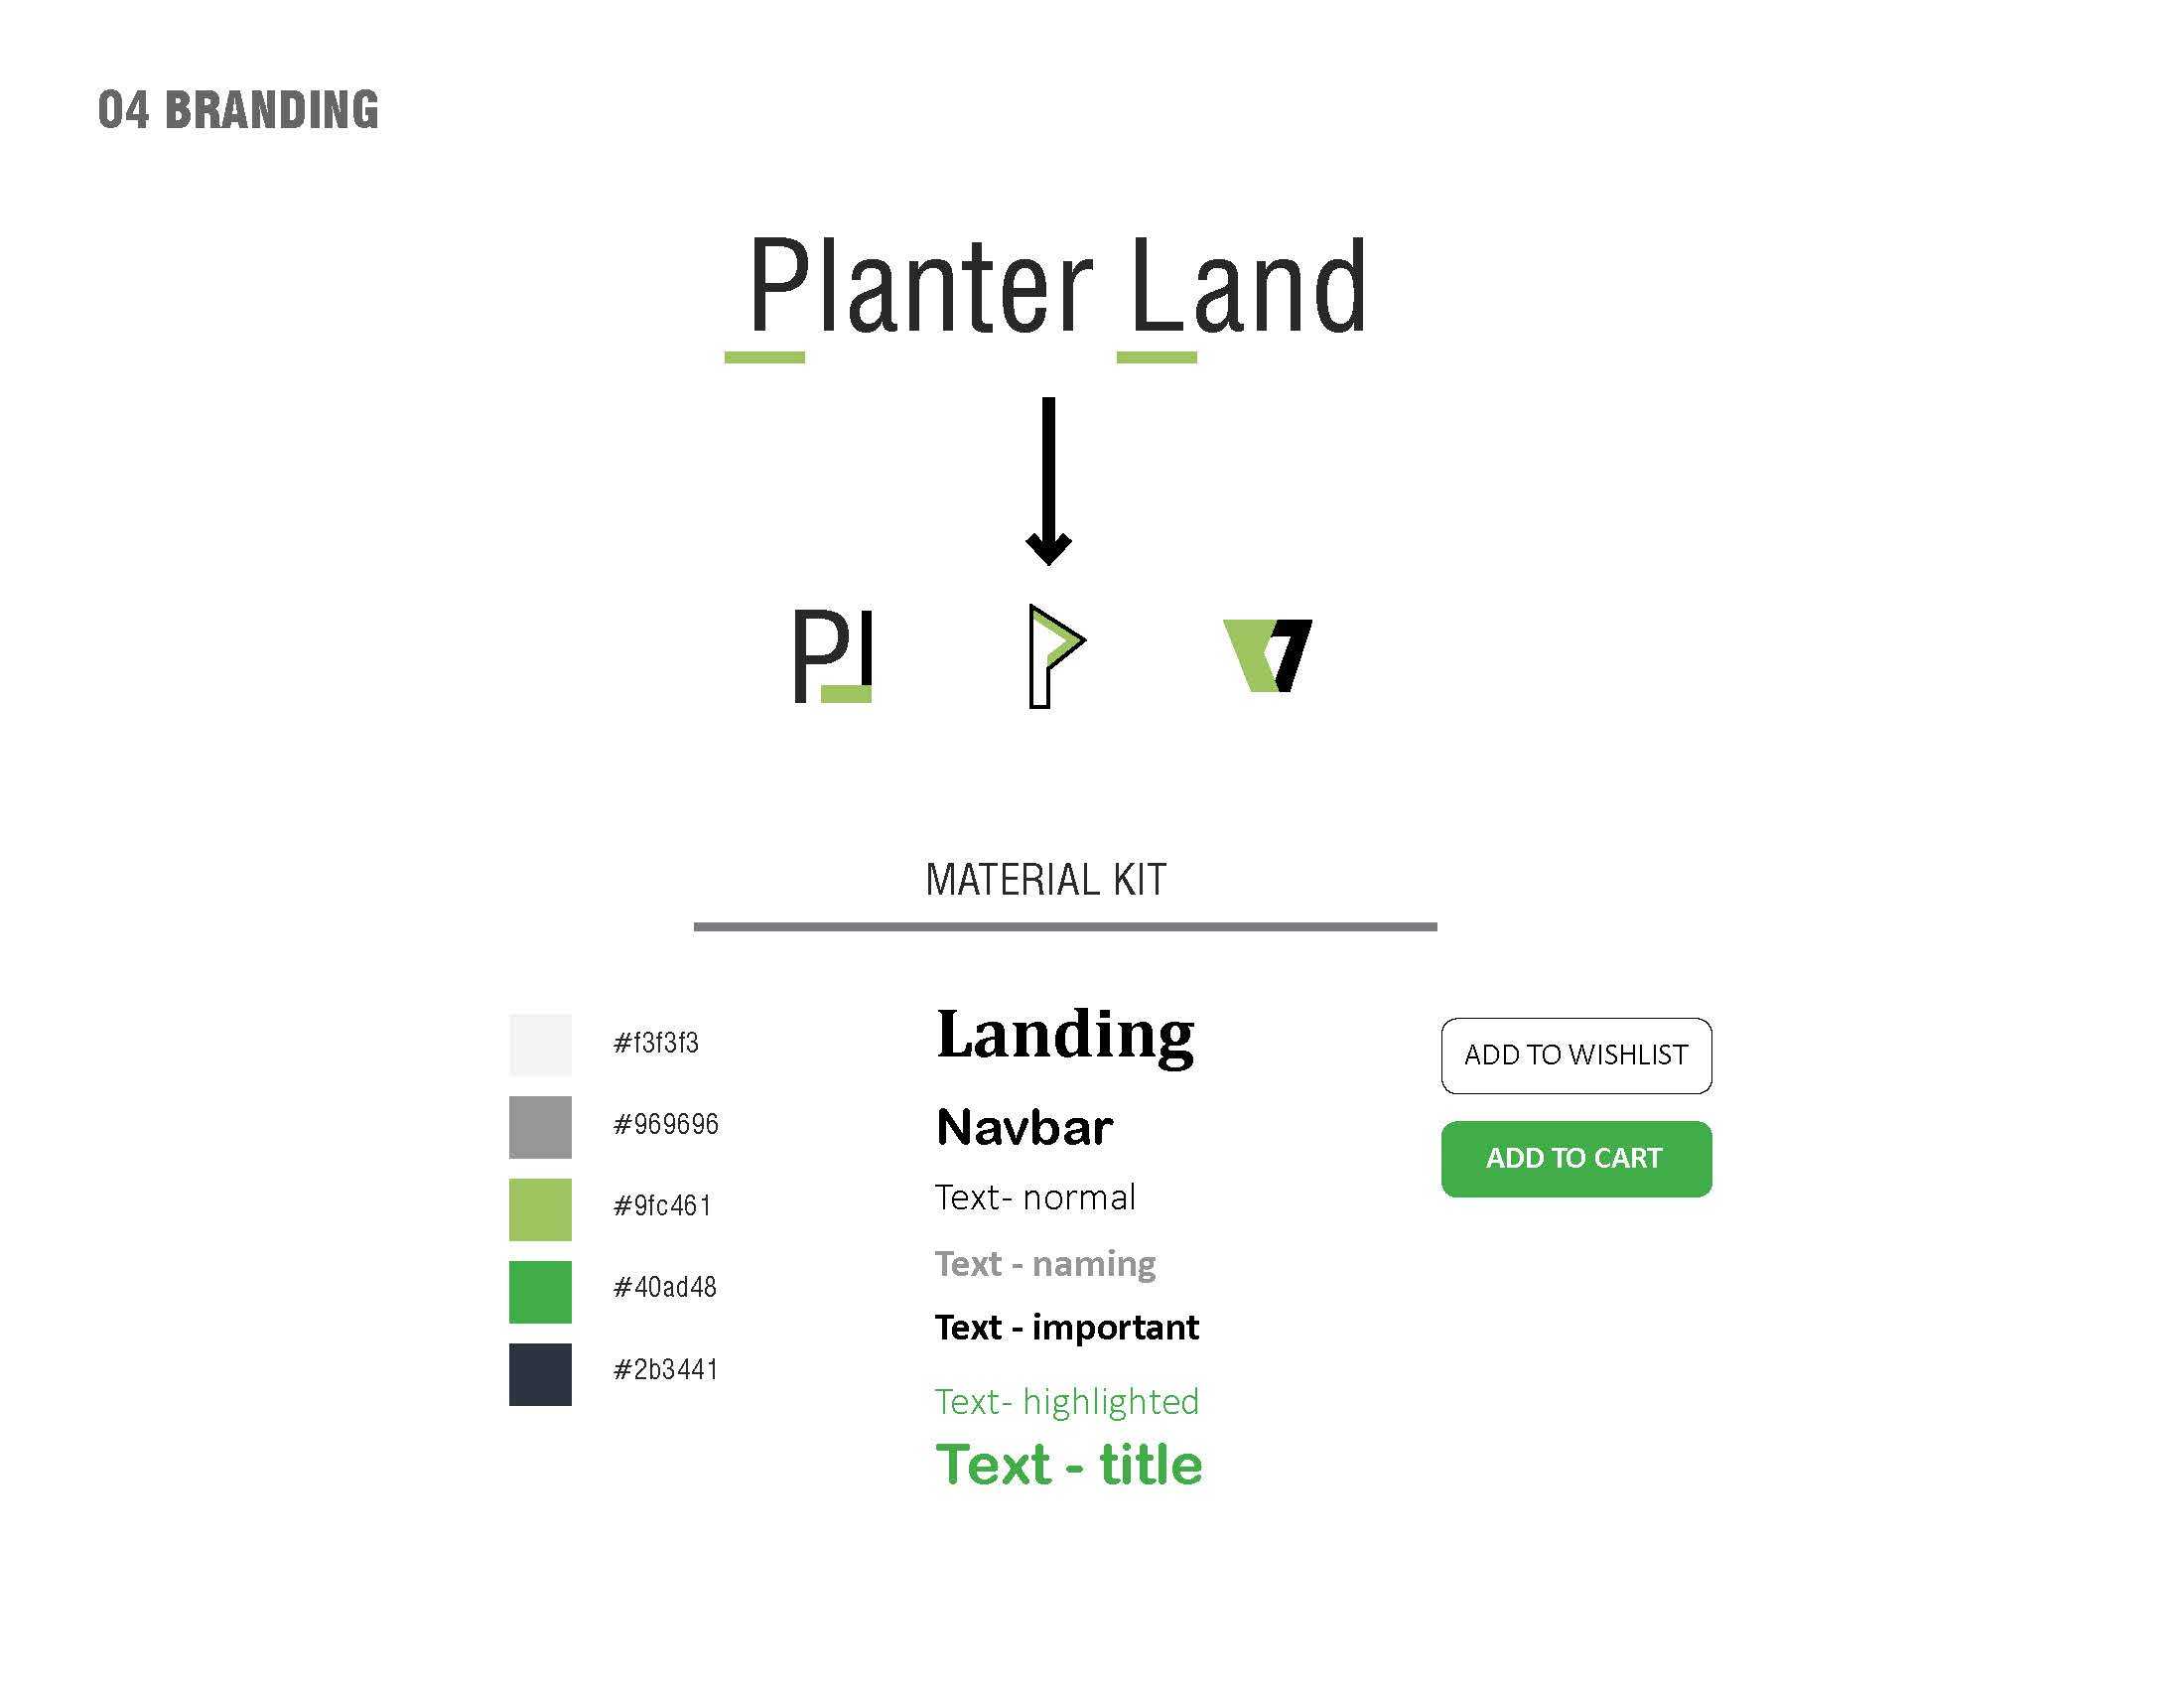 04 BRANDING
Planter Land
Pl
MATERIAL KIT
#f3f3f3
#969696
#9fc461
#40ad48
#2b3441
Landing
Navbar
Text- normal
Text - naming
Text - important
Text- highlighted
Text - title
ADD TO WISHLIST
ADD TO CART